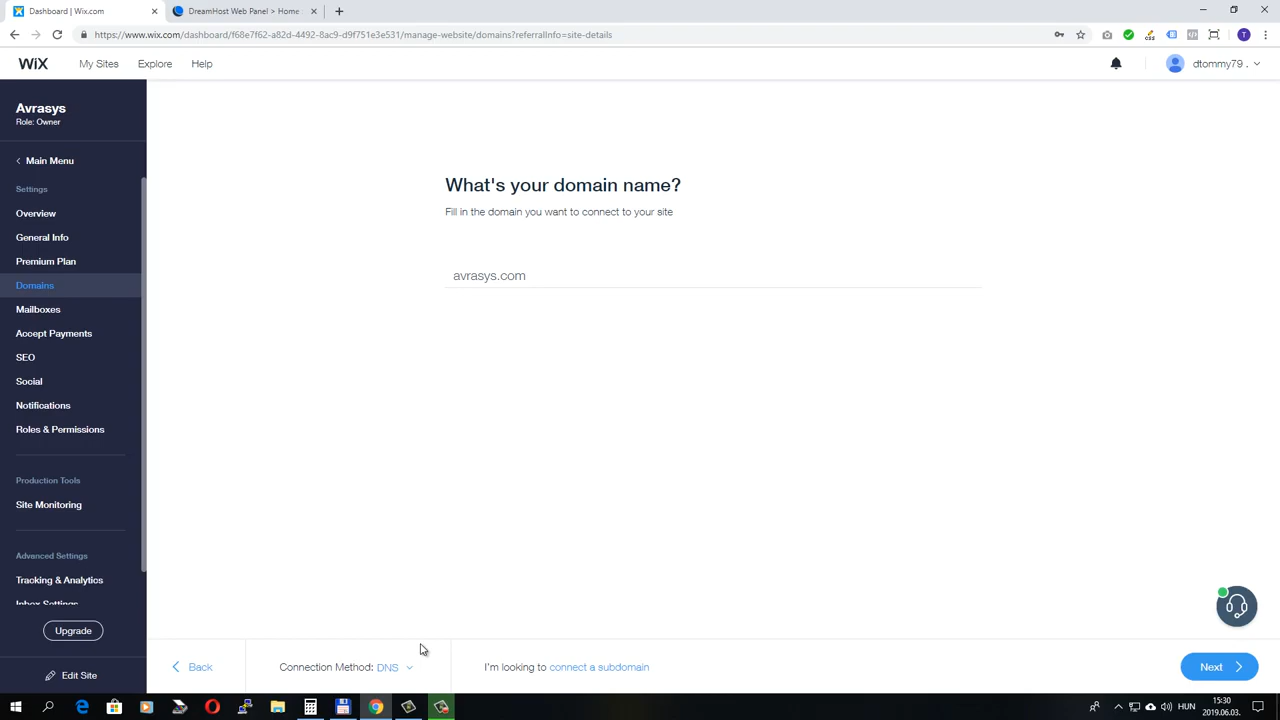 Dashboard | Wix.com
DreamHost Web Panel > Home
https://www.wix.com/dashboard/f68e7f62-a82d-4492-8ac9-d9f751e3e531/manage-website/domains?referralInfo=site-details
T
WiX
My Sites
Explore
Help
dtommy79 .
Avrasys
Role: Owner
Main Menu
Settings
Overview
General Info
Premium Plan
Domains
Mailboxes
Accept Payments
SEO
Social
Notifications
Roles & Permissions
Production Tools
Site Monitoring
Advanced Settings
Tracking & Analytics
Inbox Settings
Upgrade
Edit Site
What's your domain name?
Fill in the domain you want to connect to your site
avrasys.com
Back
Connection Method: DNS
I'm looking to connect a subdomain
Next
HUN
15:30
2019.06.03.